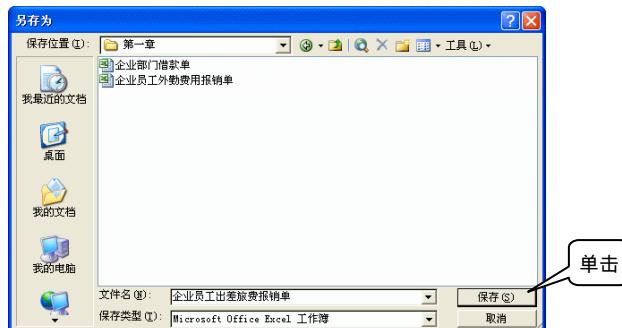 另存为
保存位置(I): 第一章 工具(L)
企业部门借款单
企业员工外勤费用报销单
我最近的文档
桌面
我的文档
我的电脑
文件名(N): 企业员工出差旅费报销单 保存(S)
保存类型(T): Microsoft Office Excel 工作簿 取消
单击